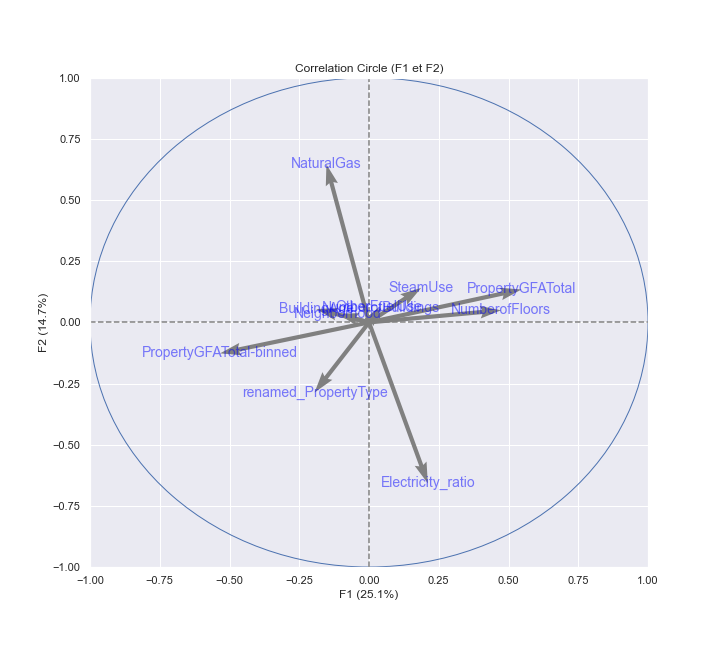 Correlation Circle (F1 et F2)
1.00
0.75
0.50
0.25
0.00
−0.25
−0.50
−0.75
−1.00
F2 (14.7%)
NaturalGas
SteamUse
PropertyGFATotal
NumberofFloors
Neighborhood
PropertyGFATotal-binned
renamed_PropertyType
Electricity_ratio
−1.00 −0.75 −0.50 −0.25 0.00 0.25 0.50 0.75 1.00
F1 (25.1%)